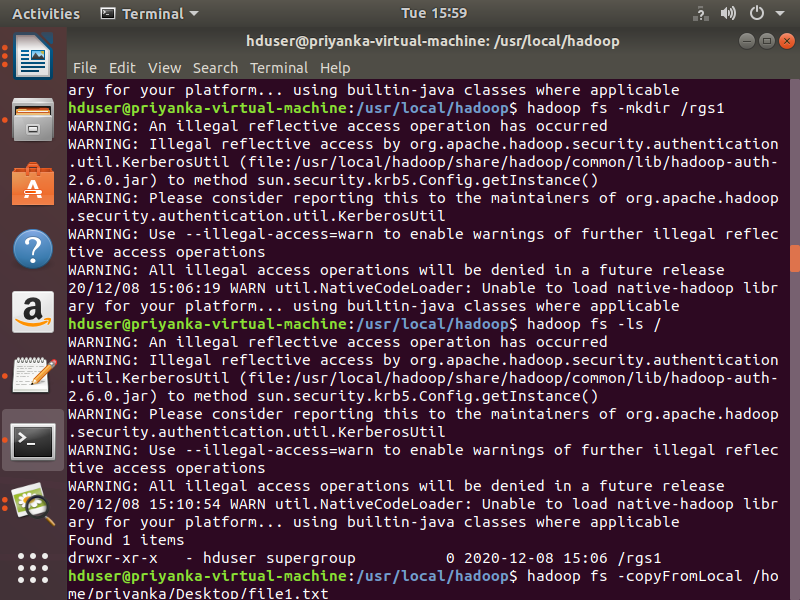 Activities Terminal Tue 15:59
hduser@priyanka-virtual-machine: /usr/local/hadoop
File Edit View Search Terminal Help
ary for your platform... using builtin-java classes where applicable
hduser@priyanka-virtual-machine:/usr/local/hadoop$ hadoop fs -mkdir /rgs1
WARNING: An illegal reflective access operation has occurred
WARNING: Illegal reflective access by org.apache.hadoop.security.authentication
.util.KerberosUtil (file:/usr/local/hadoop/share/hadoop/common/lib/hadoop-auth-
2.6.0.jar) to method sun.security.krb5.Config.getInstance()
WARNING: Please consider reporting this to the maintainers of org.apache.hadoop
.security.authentication.util.KerberosUtil
WARNING: Use --illegal-access=warn to enable warnings of further illegal reflec
tive access operations
WARNING: All illegal access operations will be denied in a future release
20/12/08 15:06:19 WARN util.NativeCodeLoader: Unable to load native-hadoop libr
ary for your platform... using builtin-java classes where applicable
hduser@priyanka-virtual-machine:/usr/local/hadoop$ hadoop fs -ls /
WARNING: An illegal reflective access operation has occurred
WARNING: Illegal reflective access by org.apache.hadoop.security.authentication
.util.KerberosUtil (file:/usr/local/hadoop/share/hadoop/common/lib/hadoop-auth-
2.6.0.jar) to method sun.security.krb5.Config.getInstance()
WARNING: Please consider reporting this to the maintainers of org.apache.hadoop
.security.authentication.util.KerberosUtil
WARNING: Use --illegal-access=warn to enable warnings of further illegal reflec
tive access operations
WARNING: All illegal access operations will be denied in a future release
20/12/08 15:10:54 WARN util.NativeCodeLoader: Unable to load native-hadoop libr
ary for your platform... using builtin-java classes where applicable
Found 1 items
drwxr-xr-x   - hduser supergroup          0 2020-12-08 15:06 /rgs1
hduser@priyanka-virtual-machine:/usr/local/hadoop$ hadoop fs -copyFromLocal /ho
me/priyanka/Desktop/file1.txt